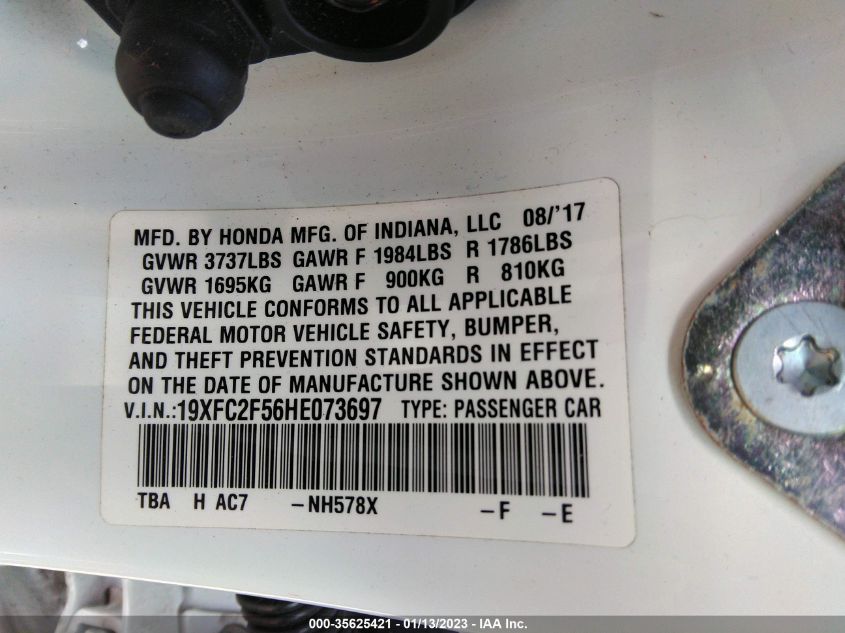 MFD. BY HONDA MFG. OF INDIANA, LLC 08/'17
GVWR 3737LBS GAWR F 1984LBS R 1786LBS
GVWR 1695KG GAWR F 900KG R 810KG
THIS VEHICLE CONFORMS TO ALL APPLICABLE
FEDERAL MOTOR VEHICLE SAFETY, BUMPER,
AND THEFT PREVENTION STANDARDS IN EFFECT
ON THE DATE OF MANUFACTURE SHOWN ABOVE.
V.I.N.:19XFC2F56HE073697 TYPE: PASSENGER CAR
TBA H AC7 –NH578X –F –E
000-35625421 - 01/13/2023 - IAA Inc.